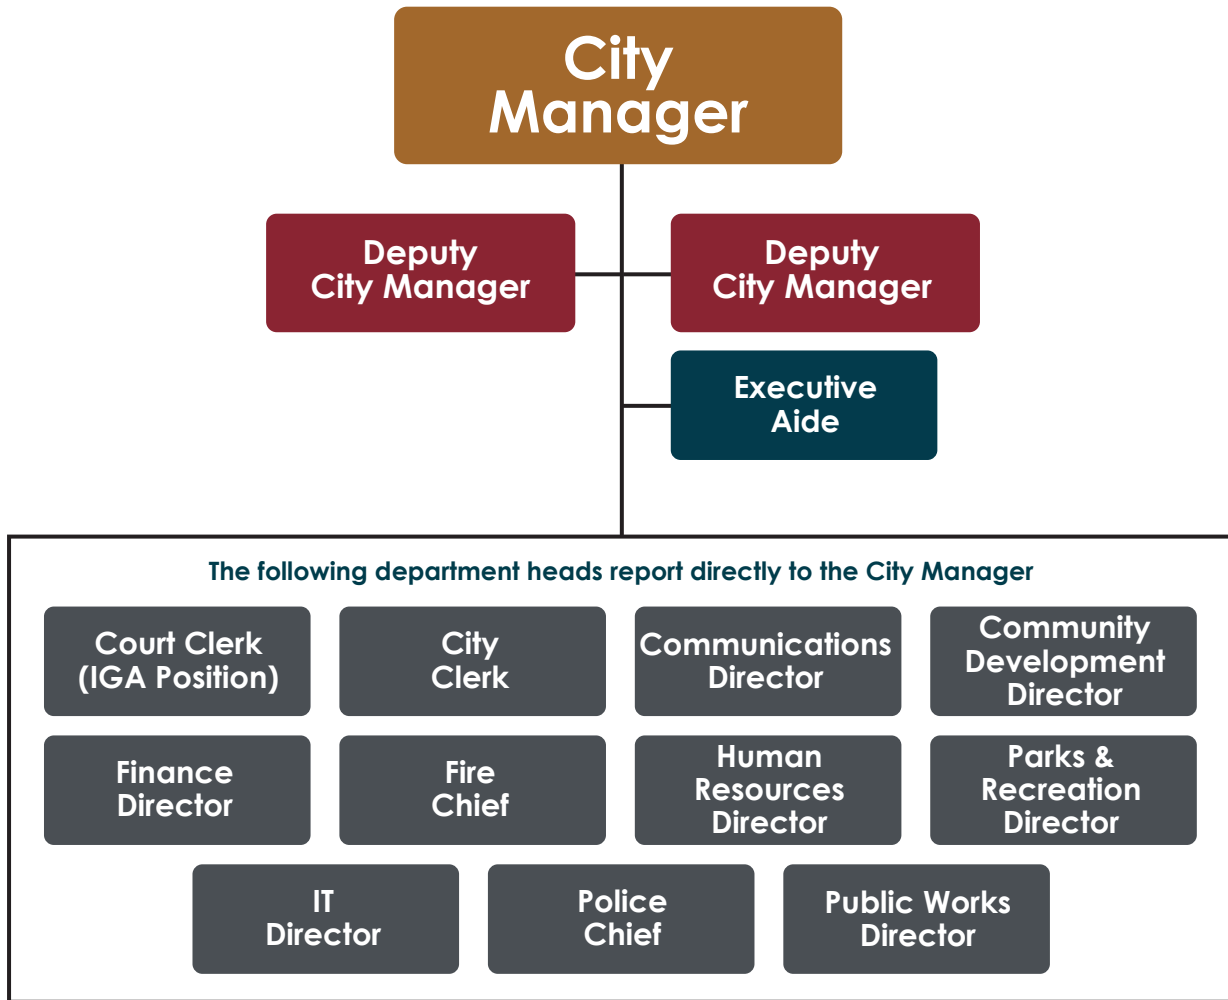 City
Manager
Deputy
City Manager
Deputy
City Manager
Executive
Aide
The following department heads report directly to the City Manager
Court Clerk
(IGA Position)
City
Clerk
Communications
Director
Community
Development
Director
Finance
Director
Fire
Chief
Human
Resources
Director
Parks &
Recreation
Director
IT
Director
Police
Chief
Public Works
Director